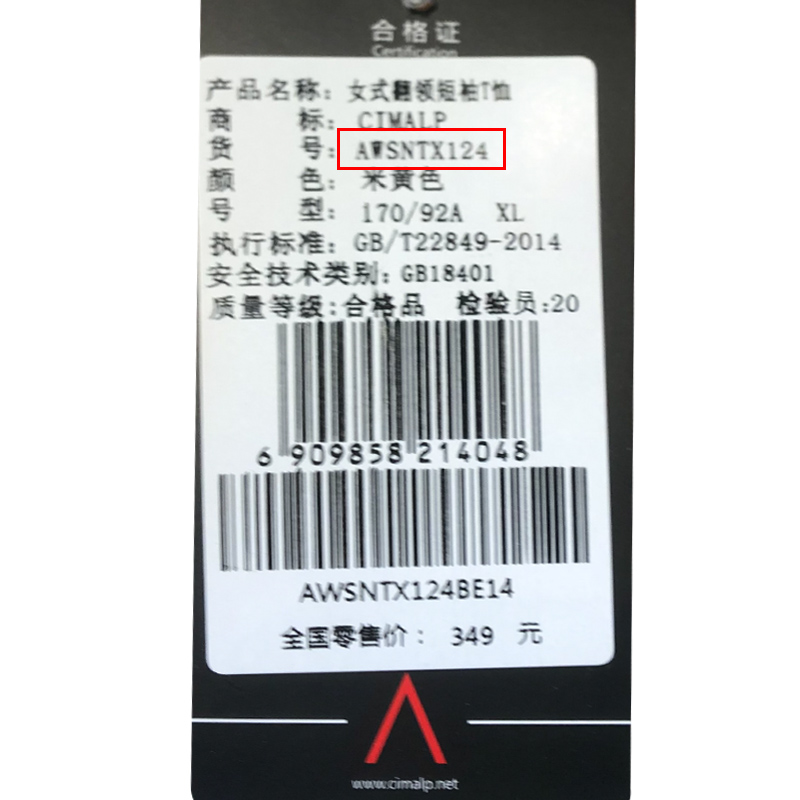 合格证
Certification
产品名称：女式翻领短袖T恤
商 标：CIMALP
货 号：AWSNTX124
颜 色：米黄色
号 型：170/92A XL
执行标准：GB/T22849-2014
安全技术类别：GB18401
质量等级：合格品 检验员:20
6 909858 214048
AWSNTX124BE14
全国零售价： 349 元
www.cimalp.net